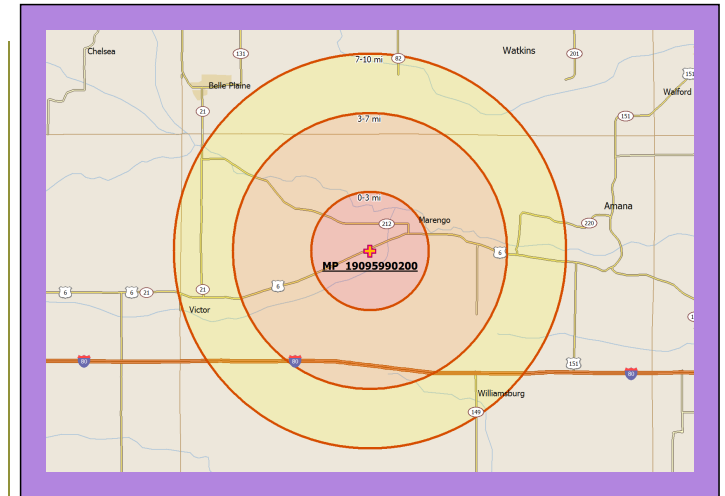 Chelsea
131
7-10 mi
82
Watkins
201
151
Belle Plaine
Walford
21
151
3-7 mi
0-3 mi
Marengo
Amana
212
220
6
MP 19095990200
6
6
6
21
21
Victor
80
80
151
80
Williamsburg
149